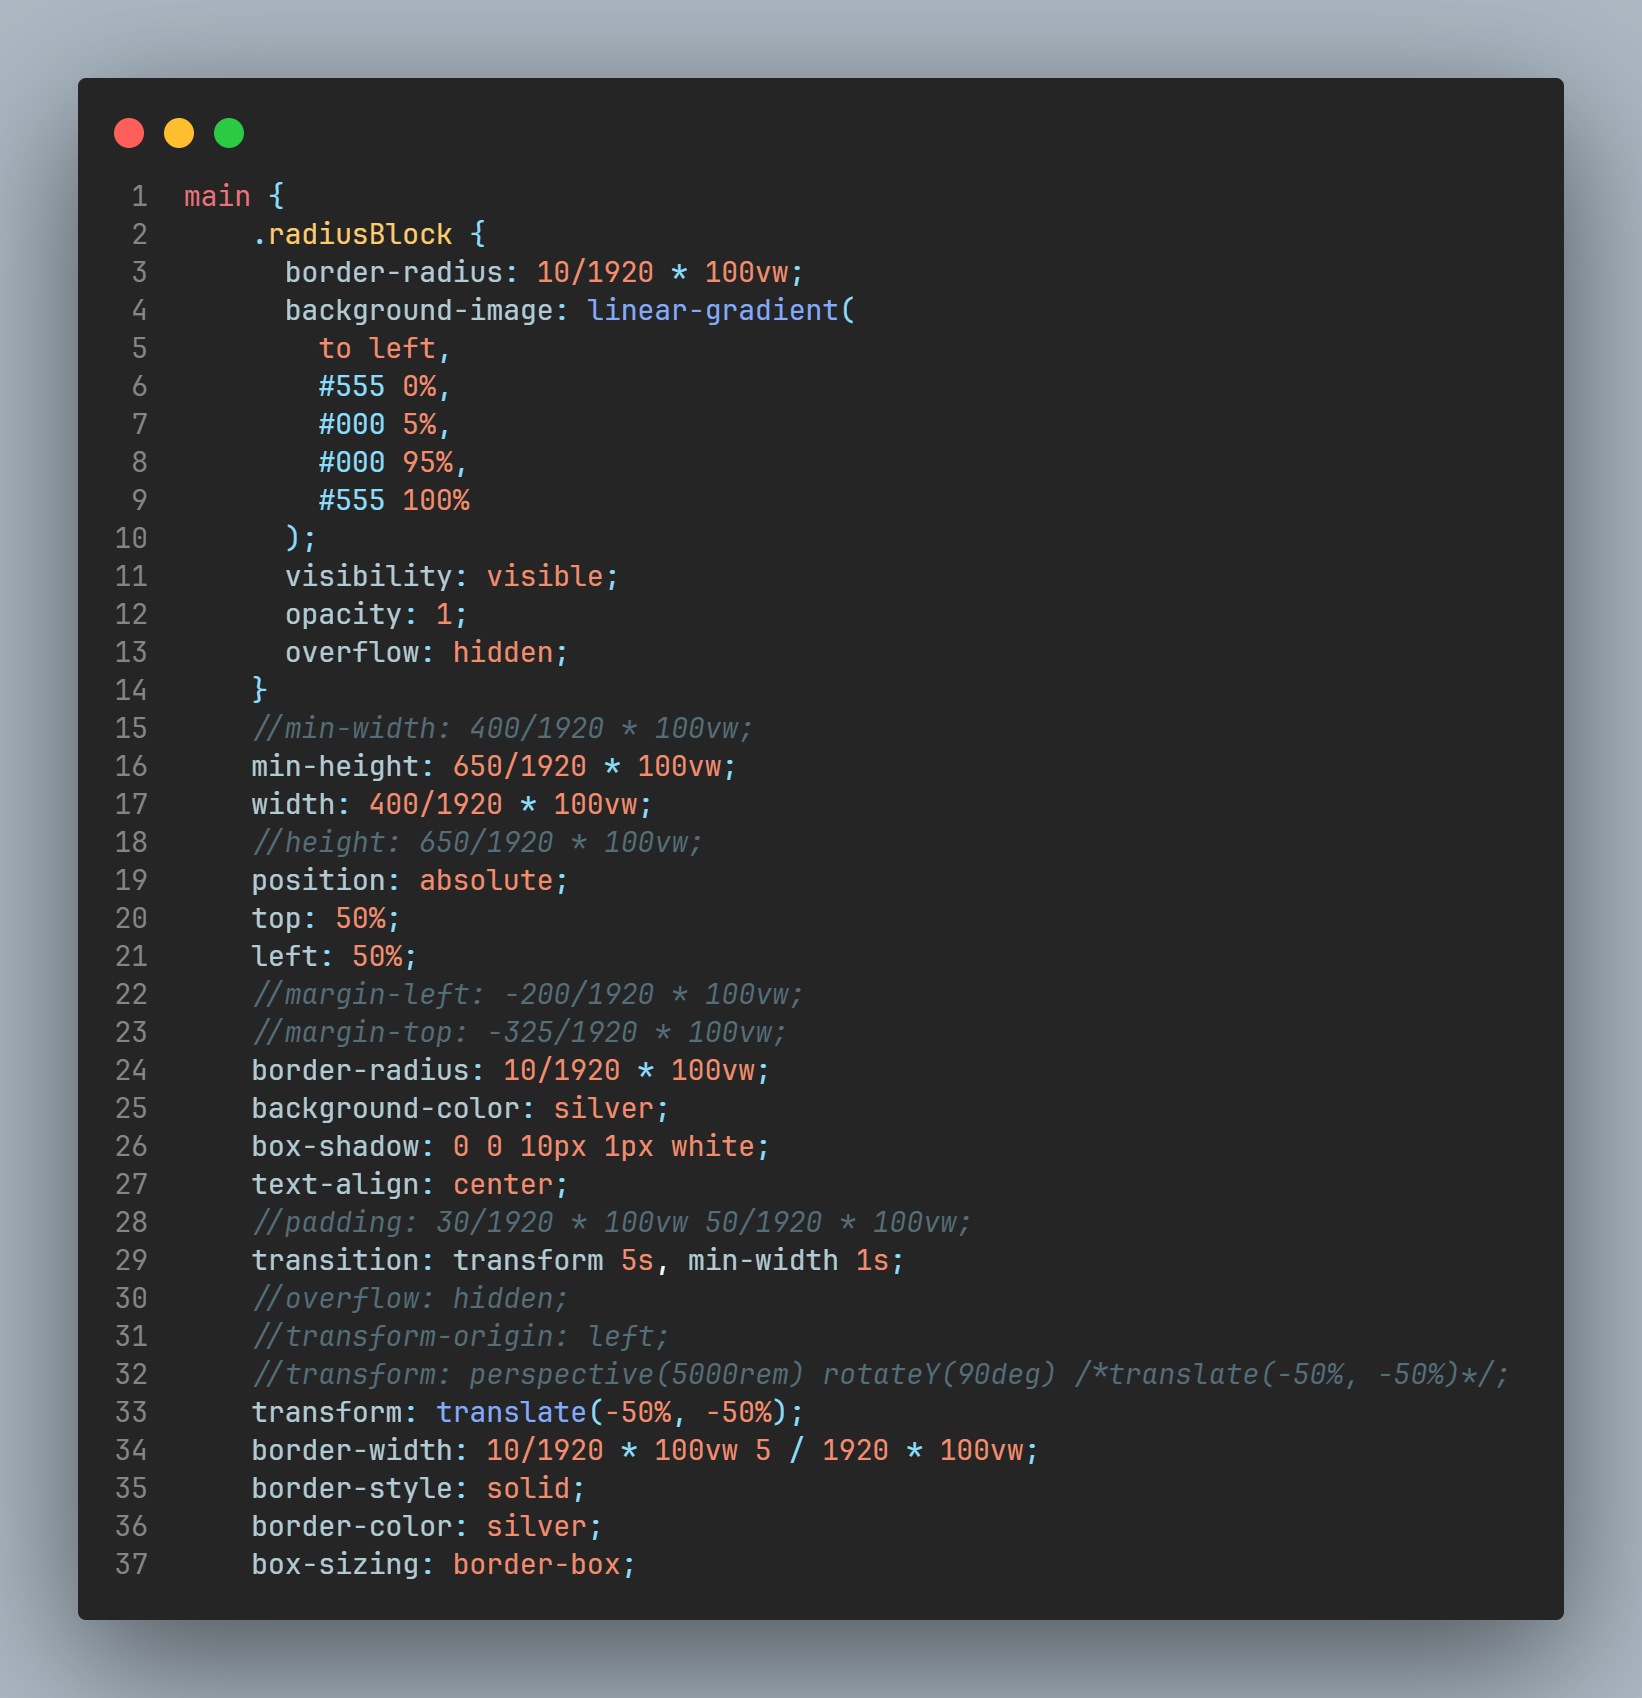 1 main {
2 .radiusBlock {
3 border-radius: 10/1920 * 100vw;
4 background-image: linear-gradient(
5 to left,
6 #555 0%,
7 #000 5%,
8 #000 95%,
9 #555 100%
10 );
11 visibility: visible;
12 opacity: 1;
13 overflow: hidden;
14 }
15 //min-width: 400/1920 * 100vw;
16 min-height: 650/1920 * 100vw;
17 width: 400/1920 * 100vw;
18 //height: 650/1920 * 100vw;
19 position: absolute;
20 top: 50%;
21 left: 50%;
22 //margin-left: -200/1920 * 100vw;
23 //margin-top: -325/1920 * 100vw;
24 border-radius: 10/1920 * 100vw;
25 background-color: silver;
26 box-shadow: 0 0 10px 1px white;
27 text-align: center;
28 //padding: 30/1920 * 100vw 50/1920 * 100vw;
29 transition: transform 5s, min-width 1s;
30 //overflow: hidden;
31 //transform-origin: left;
32 //transform: perspective(5000rem) rotateY(90deg) /*translate(-50%, -50%)*/;
33 transform: translate(-50%, -50%);
34 border-width: 10/1920 * 100vw 5 / 1920 * 100vw;
35 border-style: solid;
36 border-color: silver;
37 box-sizing: border-box;